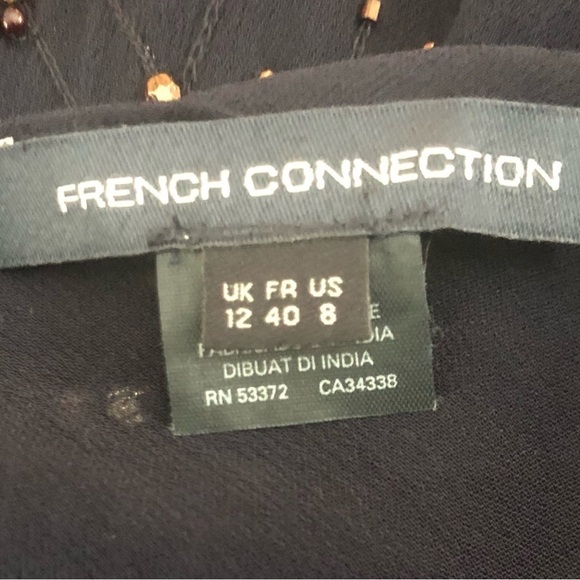 FRENCH CONNECTION
UK FR US
12 40 8
DIBUAT DI INDIA
RN 53372 CA34338